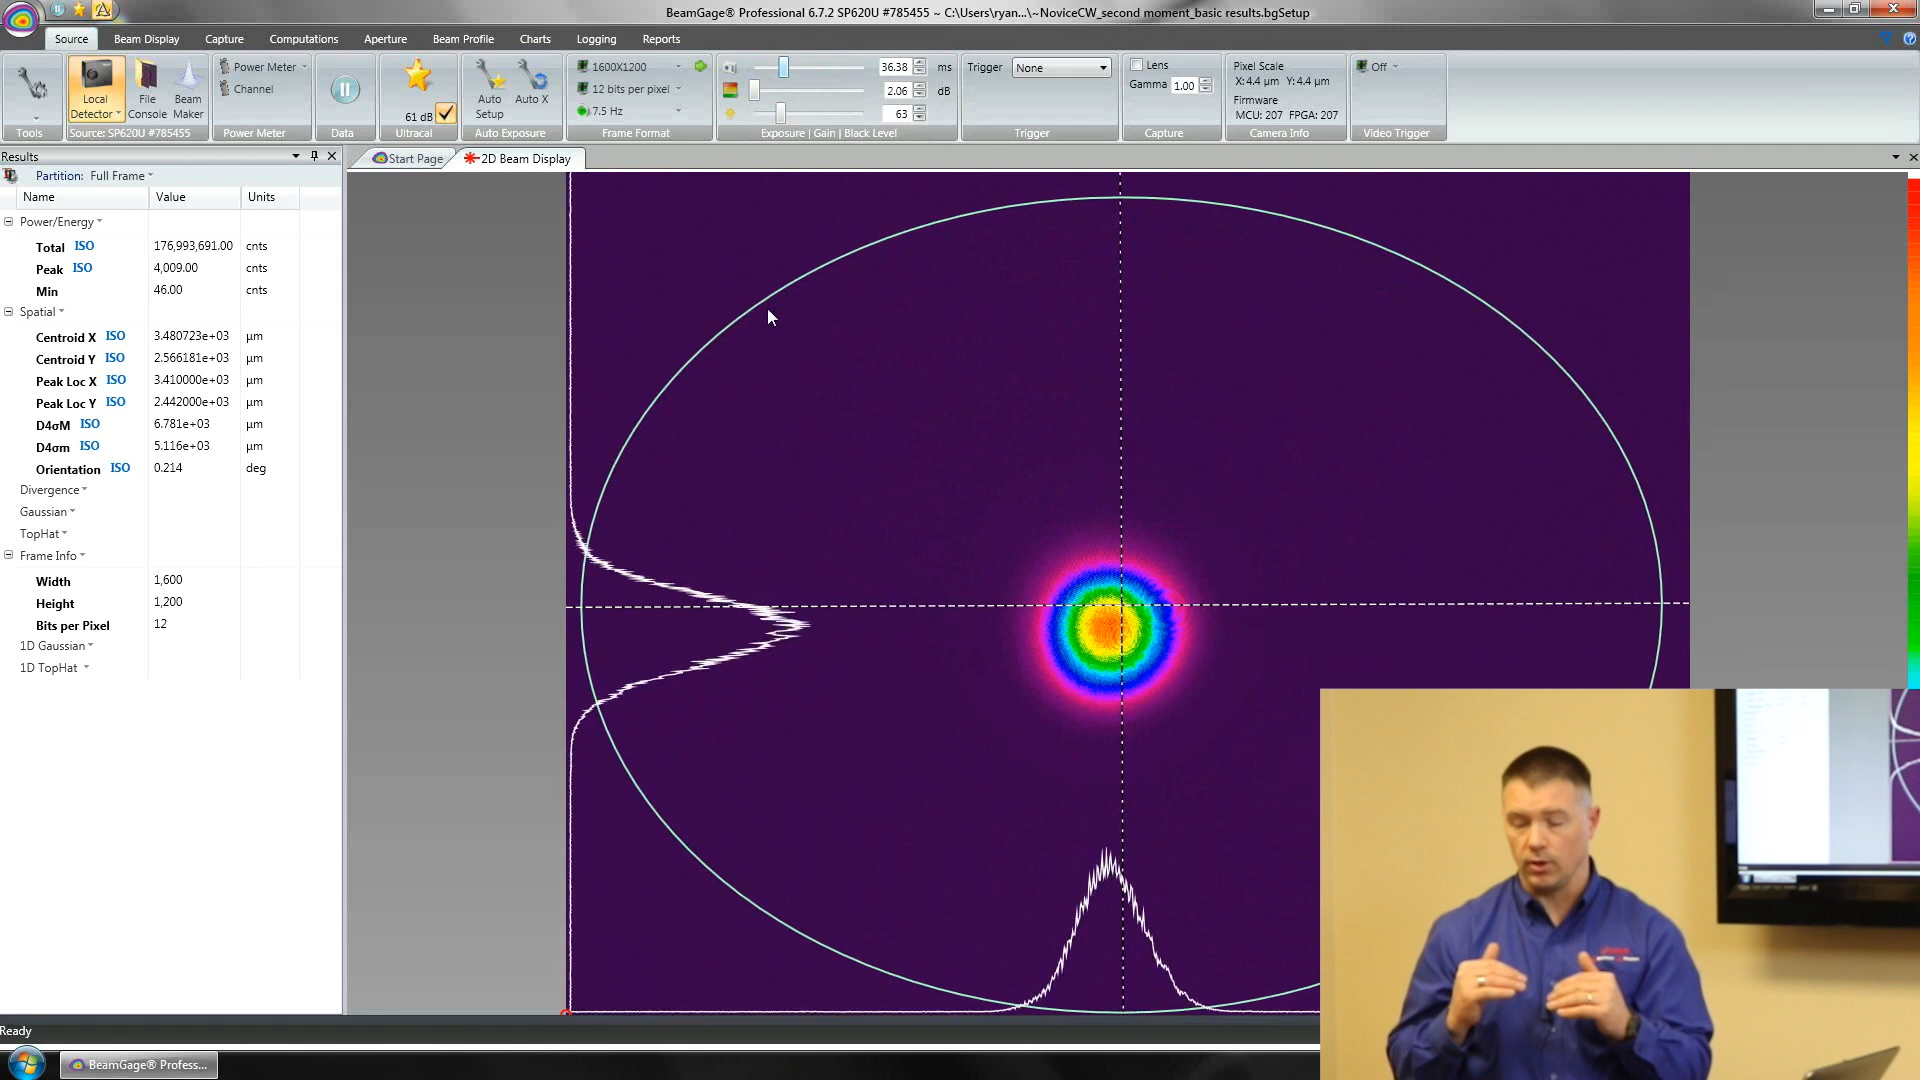 BeamGage® Professional 6.7.2 SP620U #785455 ~ C:\Users\ryan...\~NoviceCW_second moment_basic results.bgSetup
Source Beam Display Capture Computations Aperture Beam Profile Charts Logging Reports
Power Meter
Channel
1600X1200
12 bits per pixel
7.5 Hz
36.38 ms
2.06 dB
63
Trigger None
Lens
Gamma 1.00
Pixel Scale
X: 4.4 µm Y: 4.4 µm
Firmware
MCU: 207 FPGA: 207
Off
Local Detector
File Console
Beam Maker
61 dB
Auto Setup
Auto X
Tools Source: SP620U #785455 Power Meter Data Ultracal Auto Exposure Frame Format Exposure | Gain | Black Level Trigger Capture Camera Info Video Trigger
Results
Start Page 2D Beam Display
Partition: Full Frame
Name Value Units
Power/Energy
Total ISO 176,993,691.00 cnts
Peak ISO 4,009.00 cnts
Min 46.00 cnts
Spatial
Centroid X ISO 3.480723e+03 µm
Centroid Y ISO 2.566181e+03 µm
Peak Loc X ISO 3.410000e+03 µm
Peak Loc Y ISO 2.442000e+03 µm
D4σM ISO 6.781e+03 µm
D4σm ISO 5.116e+03 µm
Orientation ISO 0.214 deg
Divergence
Gaussian
TopHat
Frame Info
Width 1,600
Height 1,200
Bits per Pixel 12
1D Gaussian
1D TopHat
Ready
BeamGage® Profess...